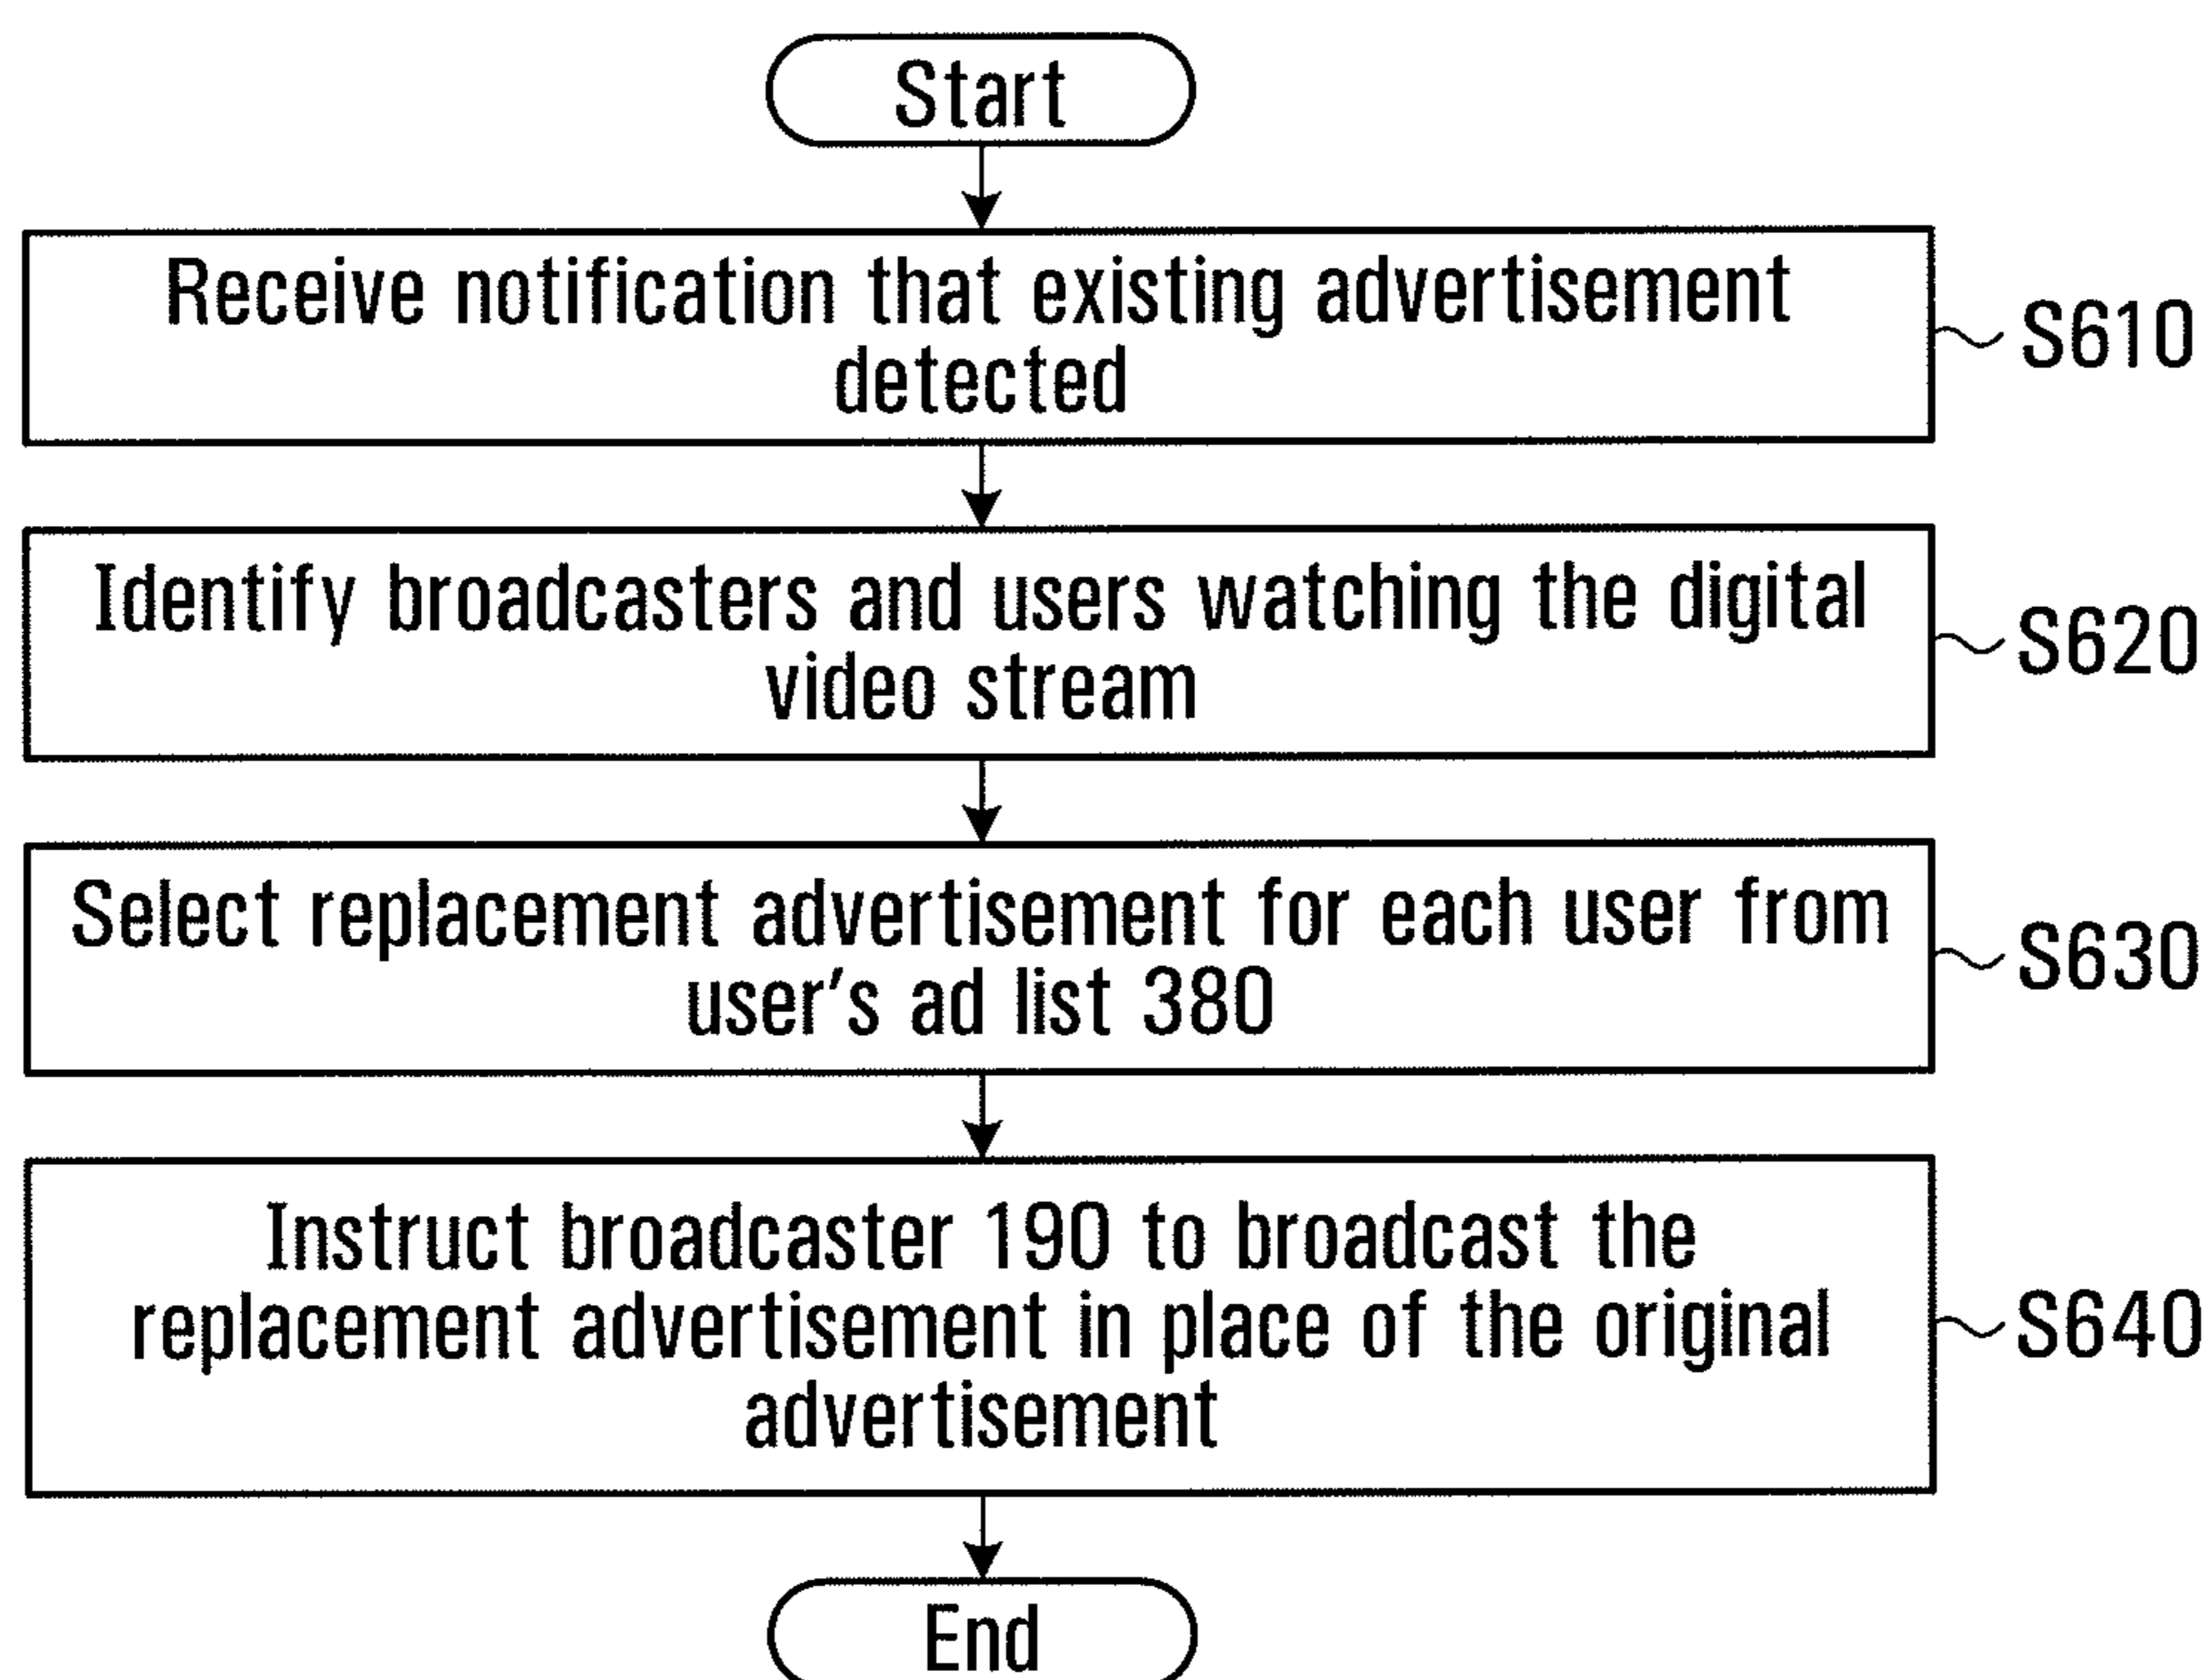 Start
Receive notification that existing advertisement
detected
S610
Identify broadcasters and users watching the digital
video stream
S620
Select replacement advertisement for each user from
user's ad list 380
S630
Instruct broadcaster 190 to broadcast the
replacement advertisement in place of the original
advertisement
S640
End